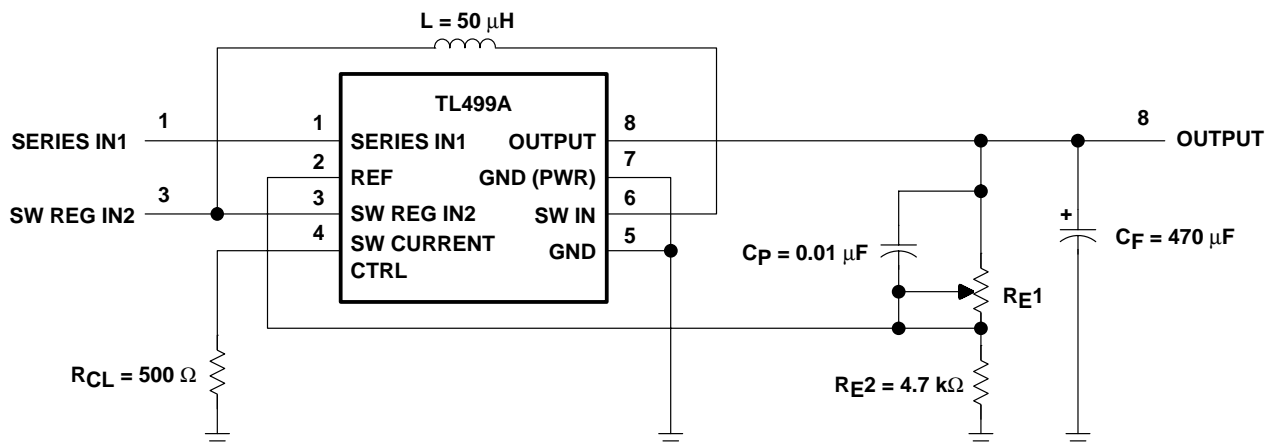 L = 50 μH
TL499A
SERIES IN1
1
1
SERIES IN1
OUTPUT
8
8
OUTPUT
2
REF
GND (PWR)
7
SW REG IN2
3
3
SW REG IN2
SW IN
6
4
SW CURRENT
CTRL
GND
5
CP = 0.01 μF
+
CF = 470 μF
RE1
RCL = 500 Ω
RE2 = 4.7 kΩ